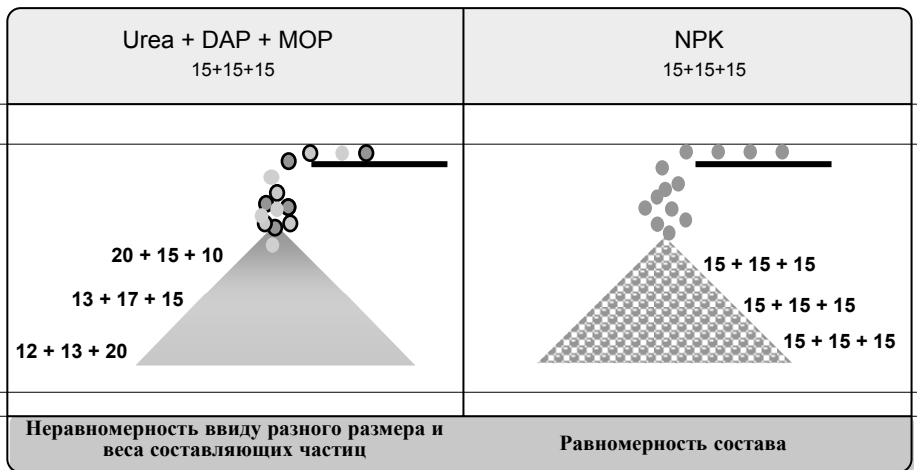 Urea + DAP + MOP
15+15+15
NPK
15+15+15
20 + 15 + 10
13 + 17 + 15
12 + 13 + 20
15 + 15 + 15
15 + 15 + 15
15 + 15 + 15
Неравномерность ввиду разного размера и
веса составляющих частиц
Равномерность состава